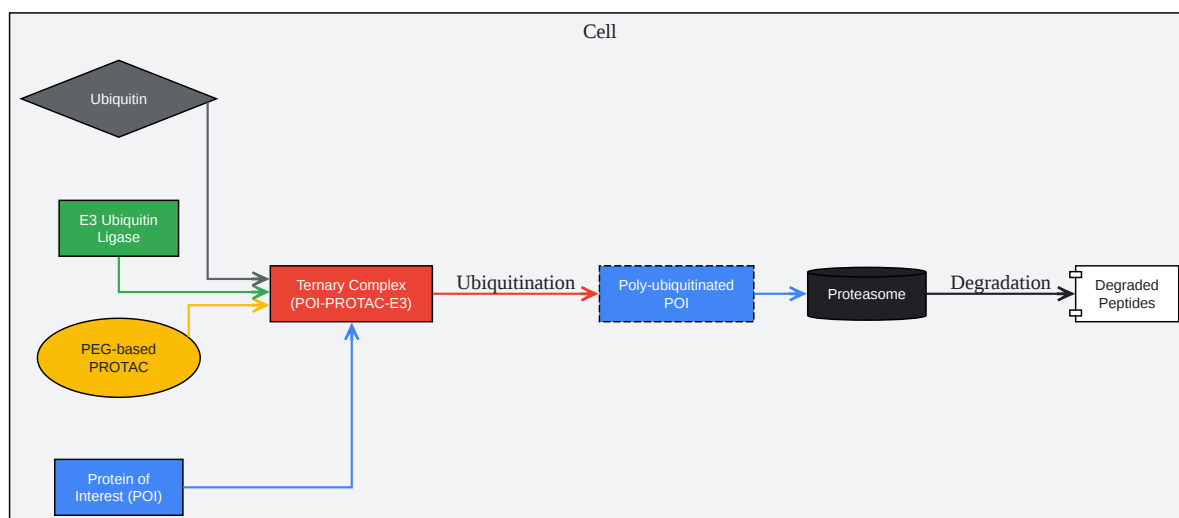 Cell
Ubiquitin
E3 Ubiquitin
Ligase
PEG-based
PROTAC
Protein of
Interest (POI)
Ternary Complex
(POI-PROTAC-E3)
Ubiquitination
Poly-ubiquitinated
POI
Proteasome
Degradation
Degraded
Peptides